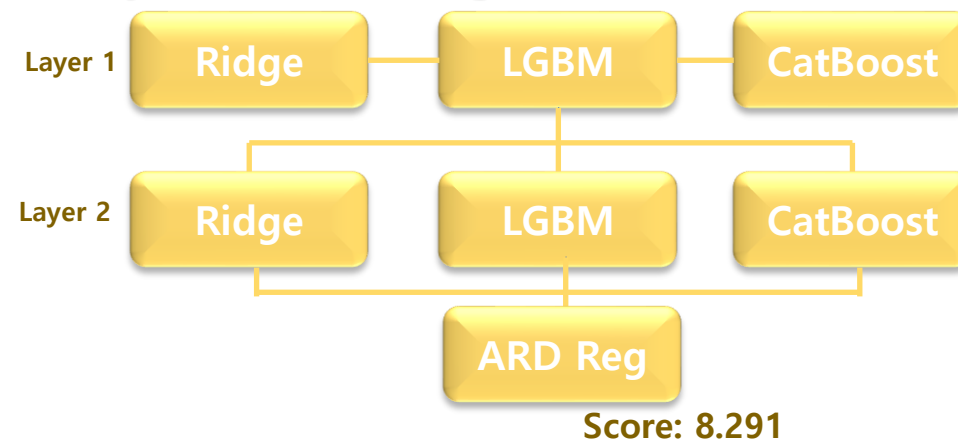 Layer 1
Ridge
LGBM
CatBoost
Layer 2
Ridge
LGBM
CatBoost
ARD Reg
Score: 8.291